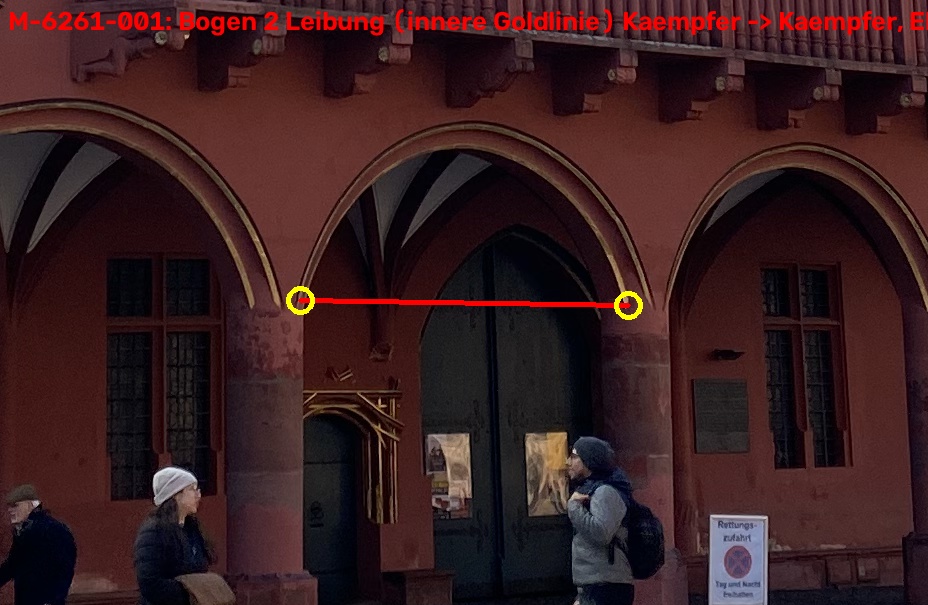 M-6261-001: Bogen 2 Leibung (innere Goldlinie) Kaempfer -> Kaempfer, E
Rettungs-
zufahrt
Tag und Nacht
freihalten